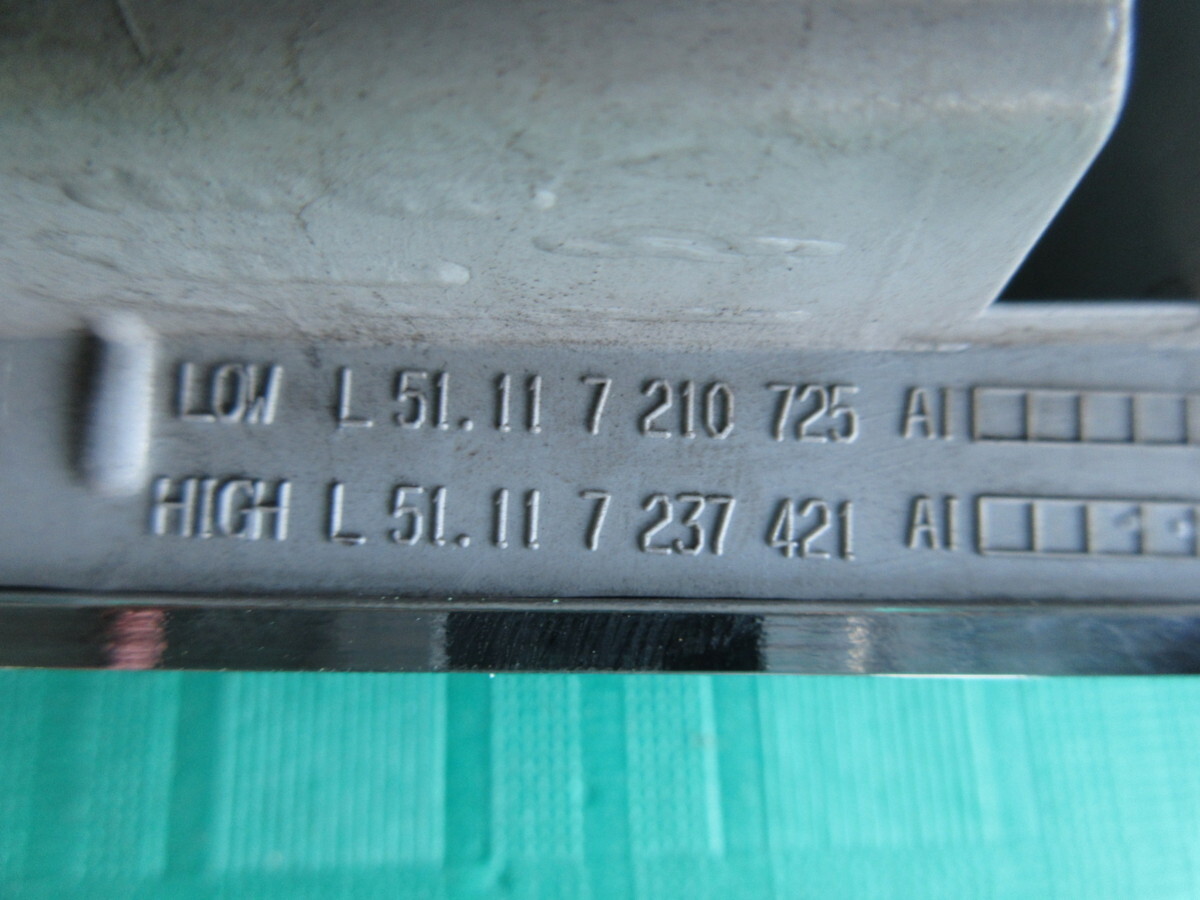 LOW L 51.11 7 210 725 AI
HIGH L 51.11 7 237 421 AI